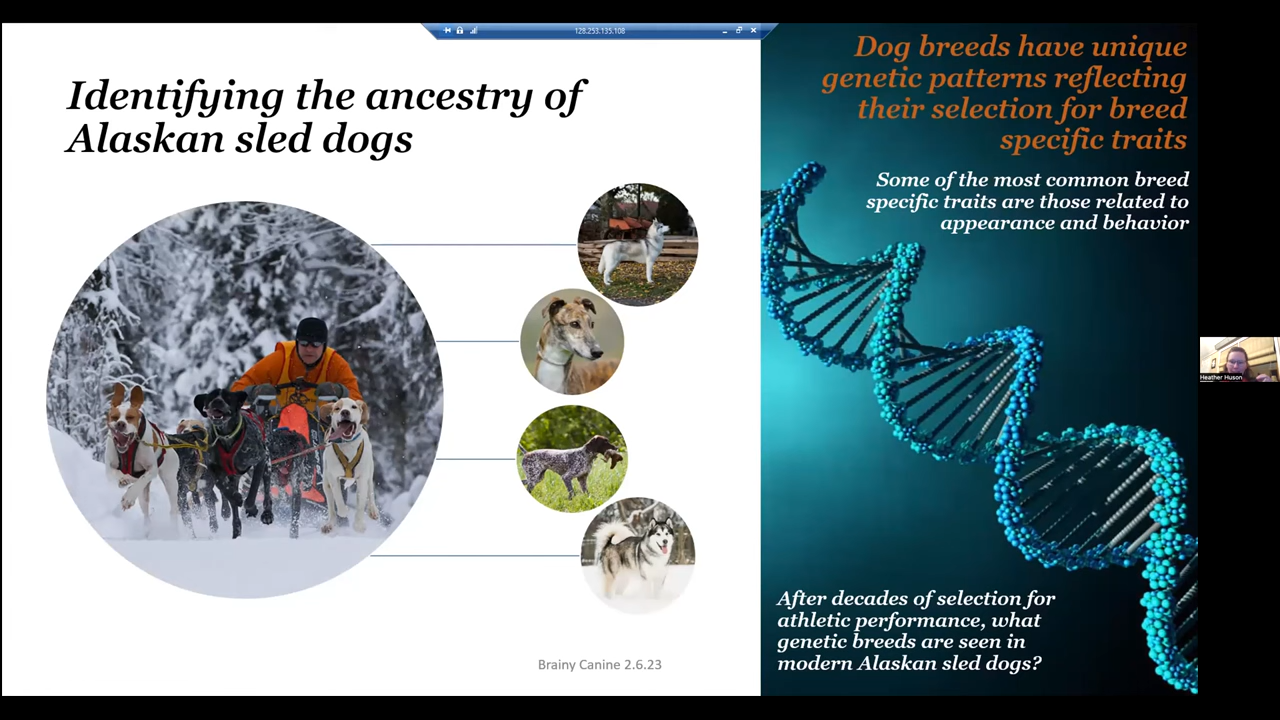 128.253.135.108
Identifying the ancestry of
Alaskan sled dogs
Brainy Canine 2.6.23
Dog breeds have unique
genetic patterns reflecting
their selection for breed
specific traits
Some of the most common breed
specific traits are those related to
appearance and behavior
After decades of selection for
athletic performance, what
genetic breeds are seen in
modern Alaskan sled dogs?
Heather Huson